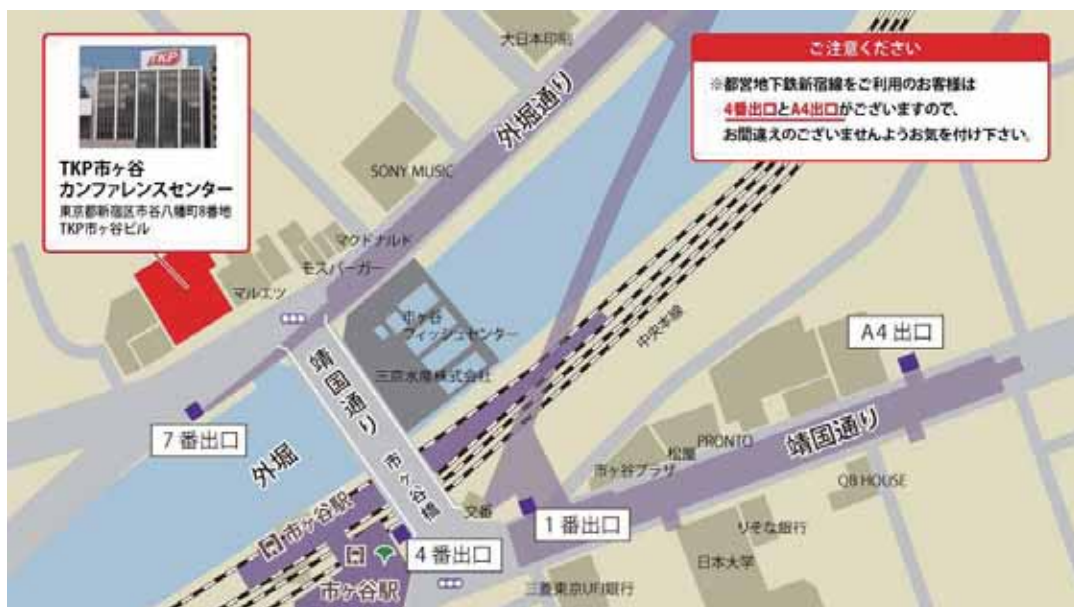 TKP
TKP市ヶ谷
カンファレンスセンター
東京都新宿区市谷八幡町8番地
TKP市ヶ谷ビル
大日本印刷
外堀通り
ご注意ください
※都営地下鉄新宿線をご利用のお客様は
4番出口とA4出口がございますので、
お間違えのございませんようお気を付け下さい。
SONY MUSIC
マクドナルド
モスバーガー
マルエツ
市ヶ谷
フィッシュセンター
中央本線
A4出口
靖国通り
三京水産株式会社
7番出口
外堀
市ヶ谷橋
PRONTO
松屋
靖国通り
市ヶ谷プラザ
QB HOUSE
交番
1番出口
りそな銀行
市ヶ谷駅
4番出口
日本大学
市ヶ谷駅
三菱東京UFJ銀行